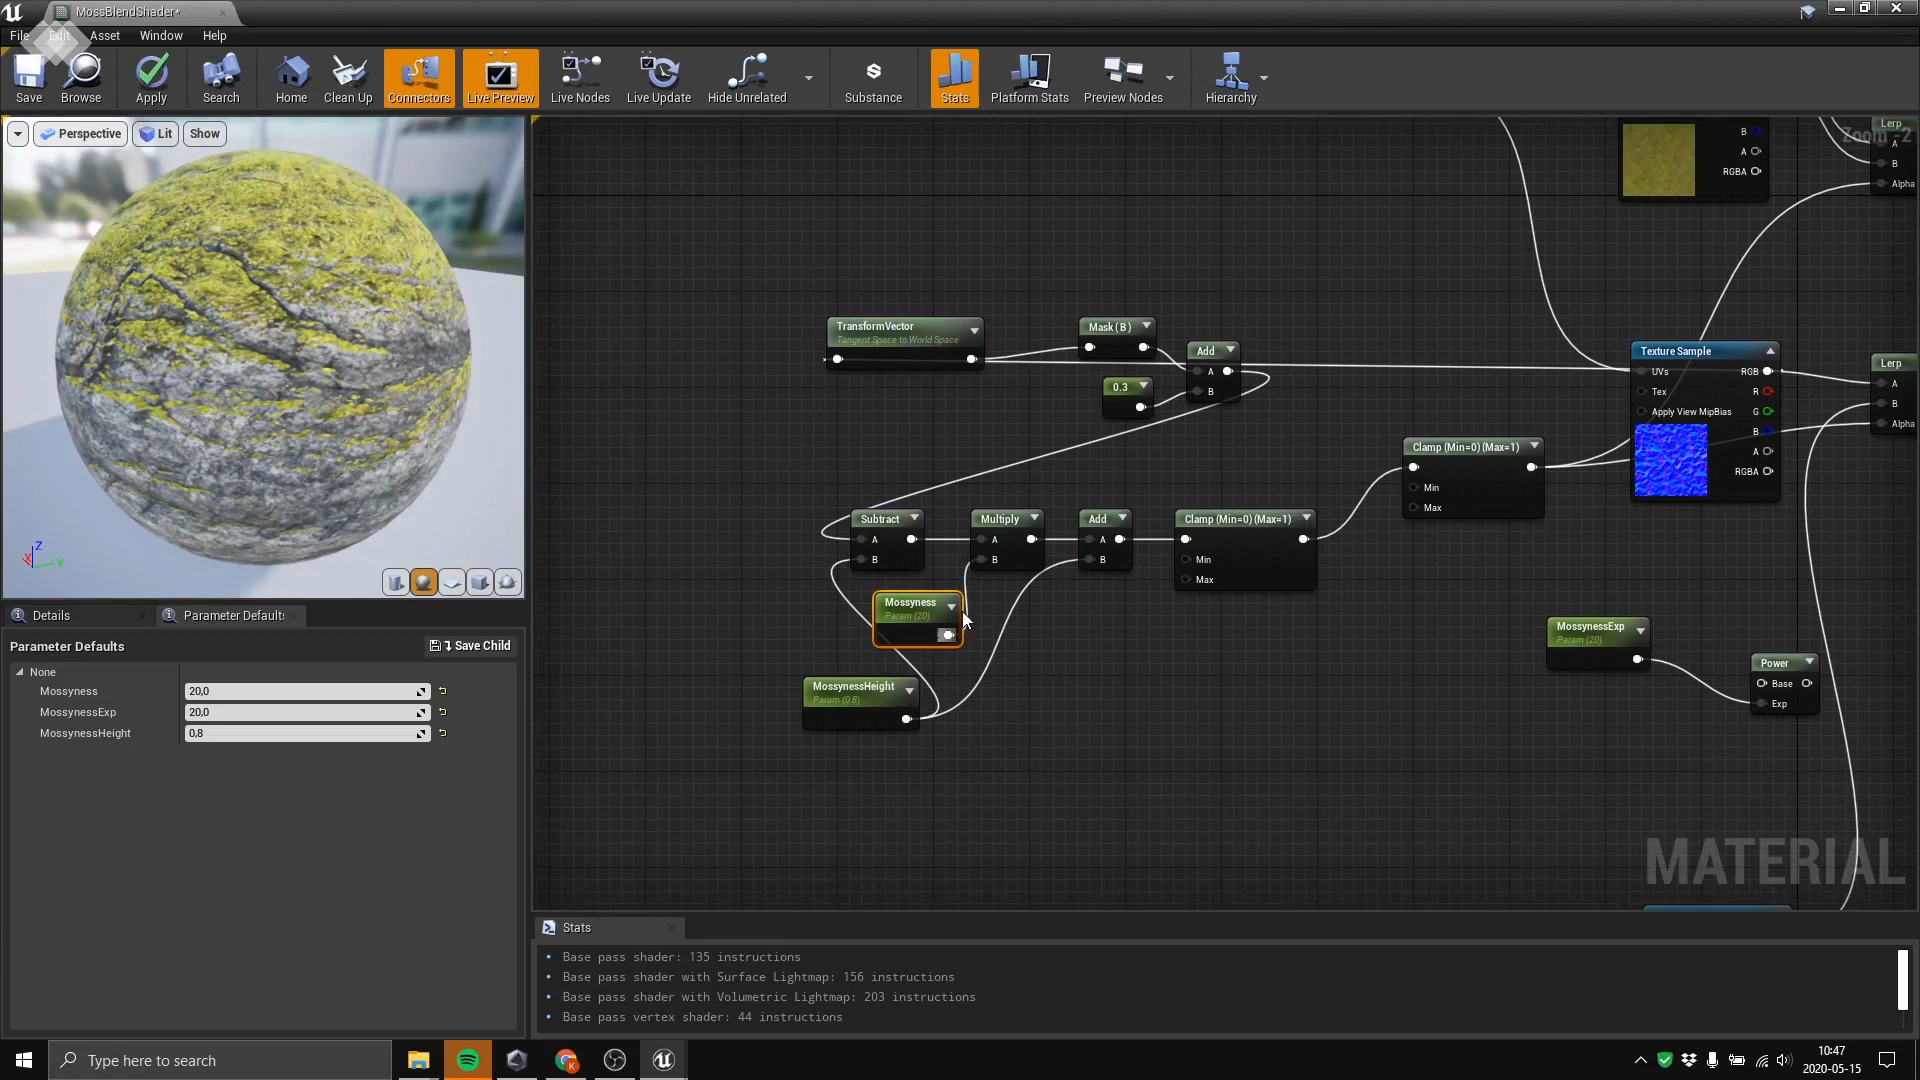 MossBlendShader*
File Edit Asset Window Help
Save Browse Apply Search Home Clean Up Connectors Live Preview Live Nodes Live Update Hide Unrelated Substance Stats Platform Stats Preview Nodes Hierarchy
Perspective Lit Show
Z
X
Y
Details
Parameter Defaults
Parameter Defaults
Save Child
None
Mossyness 20,0
MossynessExp 20,0
MossynessHeight 0,8
Zoom -2
B
A
RGBA
Lerp
A
B
Alpha
TransformVector
Tangent Space to World Space
Mask ( B )
Add
A
B
0.3
Texture Sample
UVs RGB
Tex R
Apply View MipBias G
B
A
RGBA
Lerp
A
B
Alpha
Clamp (Min=0) (Max=1)
Min
Max
Subtract
A
B
Multiply
A
B
Add
A
B
Clamp (Min=0) (Max=1)
Min
Max
Mossyness
Param (20)
MossynessHeight
Param (0.8)
MossynessExp
Param (20)
Power
Base
Exp
MATERIAL
Stats
• Base pass shader: 135 instructions
• Base pass shader with Surface Lightmap: 156 instructions
• Base pass shader with Volumetric Lightmap: 203 instructions
• Base pass vertex shader: 44 instructions
Type here to search
10:47
2020-05-15